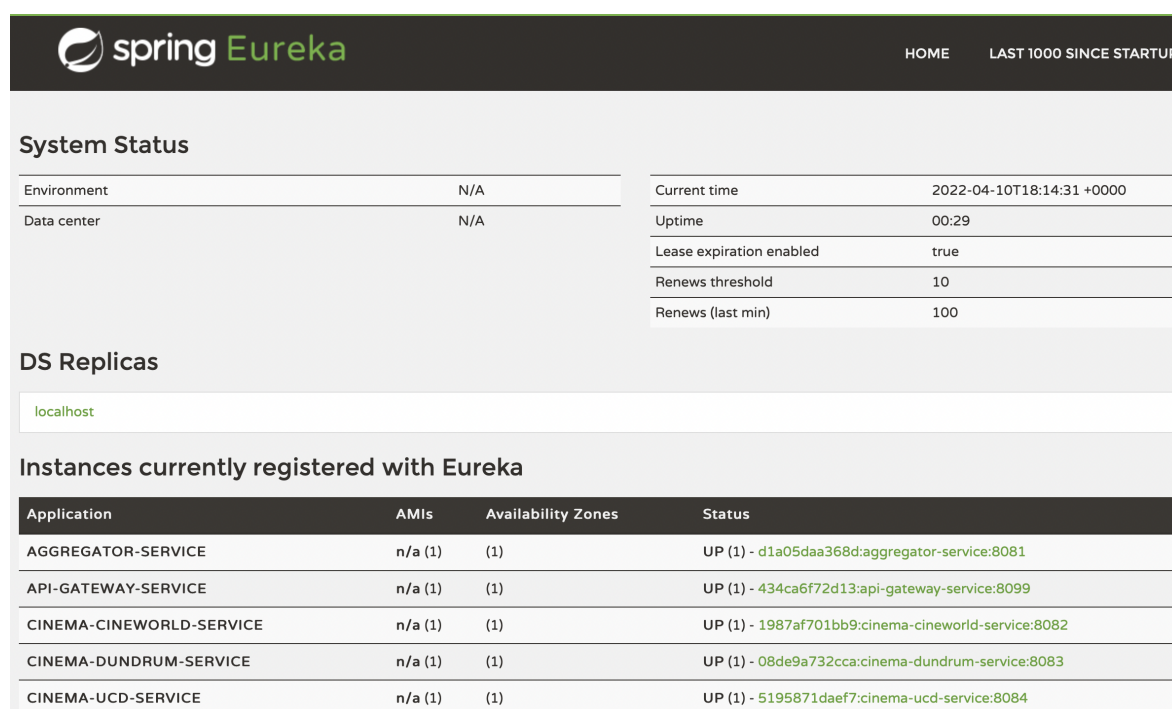 spring Eureka
HOME LAST 1000 SINCE STARTUP
System Status
Environment N/A
Data center N/A
Current time 2022-04-10T18:14:31 +0000
Uptime 00:29
Lease expiration enabled true
Renews threshold 10
Renews (last min) 100
DS Replicas
localhost
Instances currently registered with Eureka
Application AMIs Availability Zones Status
AGGREGATOR-SERVICE n/a (1) (1) UP (1) - d1a05daa368d:aggregator-service:8081
API-GATEWAY-SERVICE n/a (1) (1) UP (1) - 434ca6f72d13:api-gateway-service:8099
CINEMA-CINEWORLD-SERVICE n/a (1) (1) UP (1) - 1987af701bb9:cinema-cineworld-service:8082
CINEMA-DUNDRUM-SERVICE n/a (1) (1) UP (1) - 08de9a732cca:cinema-dundrum-service:8083
CINEMA-UCD-SERVICE n/a (1) (1) UP (1) - 5195871daef7:cinema-ucd-service:8084